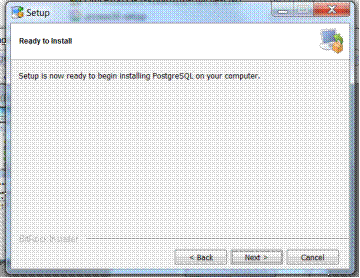 Setup
Ready to Install
Setup is now ready to begin installing PostgreSQL on your computer.
BitRock Installer
< Back
Next >
Cancel